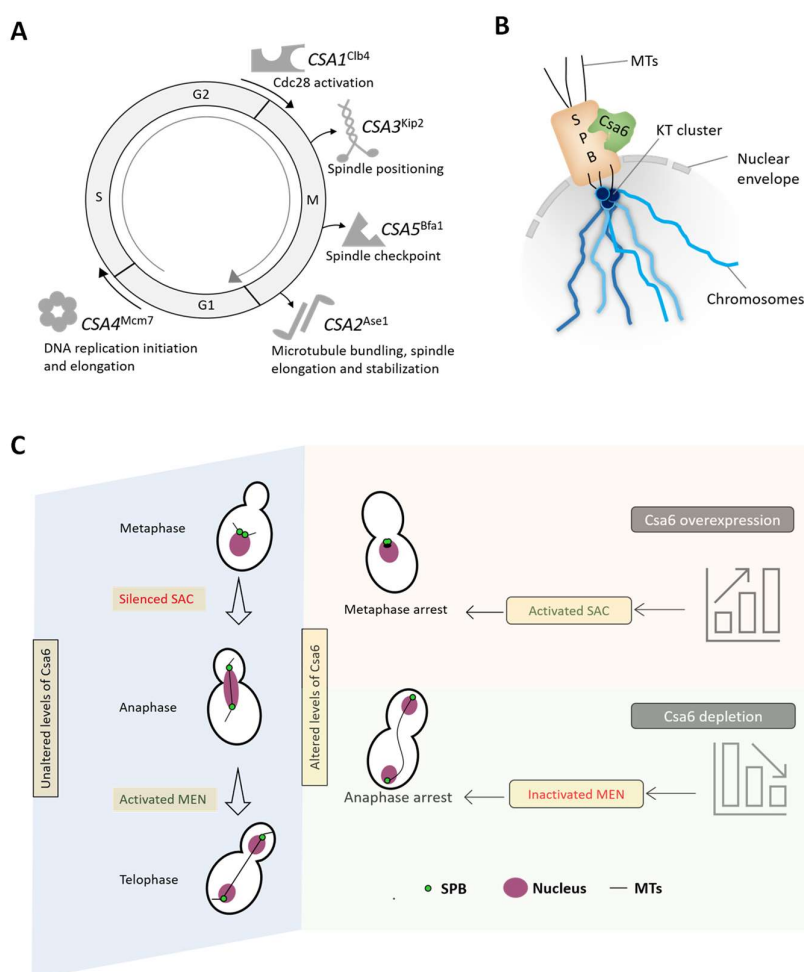 A
CSA1Clb4
Cdc28 activation
G2
CSA3Kip2
Spindle positioning
S
M
CSA5Bfa1
Spindle checkpoint
G1
CSA4Mcm7
DNA replication initiation
and elongation
CSA2Ase1
Microtubule bundling, spindle
elongation and stabilization
B
MTs
S
P
B
Csa6
KT cluster
Nuclear
envelope
Chromosomes
C
Unaltered levels of Csa6
Metaphase
Silenced SAC
Anaphase
Activated MEN
Telophase
Altered levels of Csa6
Csa6 overexpression
Metaphase arrest
Activated SAC
Csa6 depletion
Anaphase arrest
Inactivated MEN
SPB
Nucleus
MTs